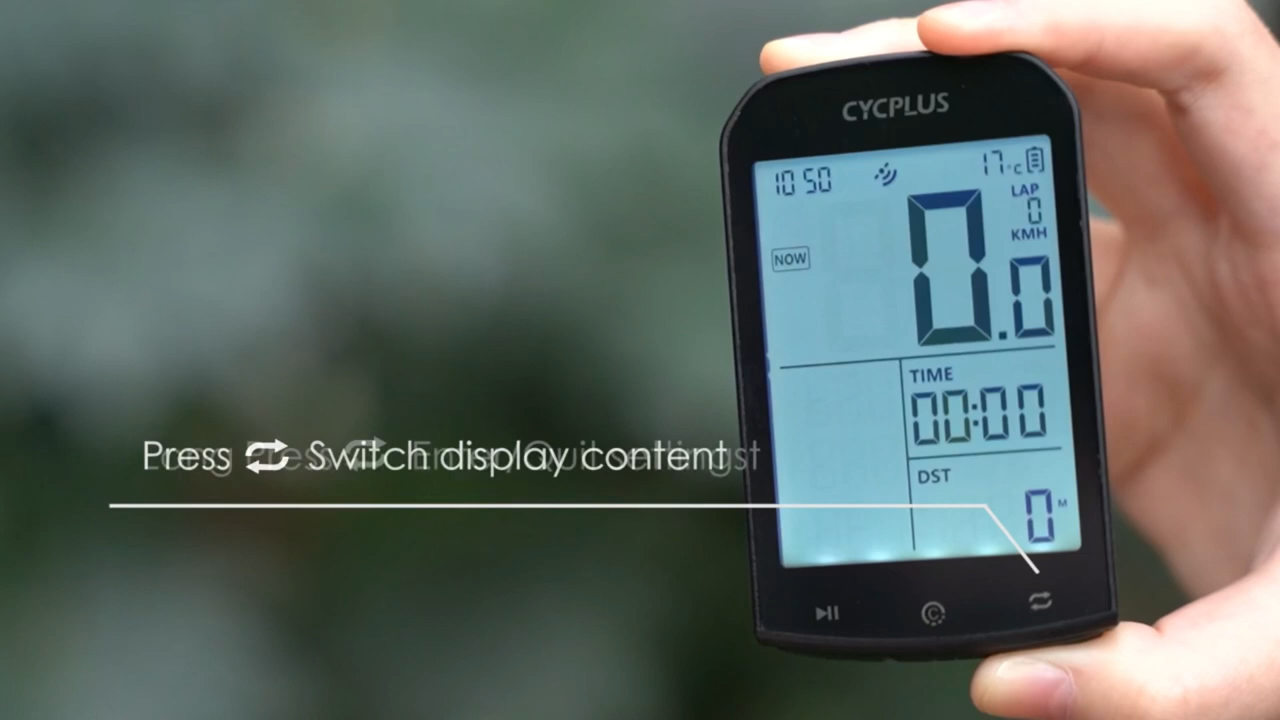 CYCPLUS
10 50 17°C
LAP
0
KMH
NOW
0.0
TIME
00:00
DST
0 M
Press Switch display content